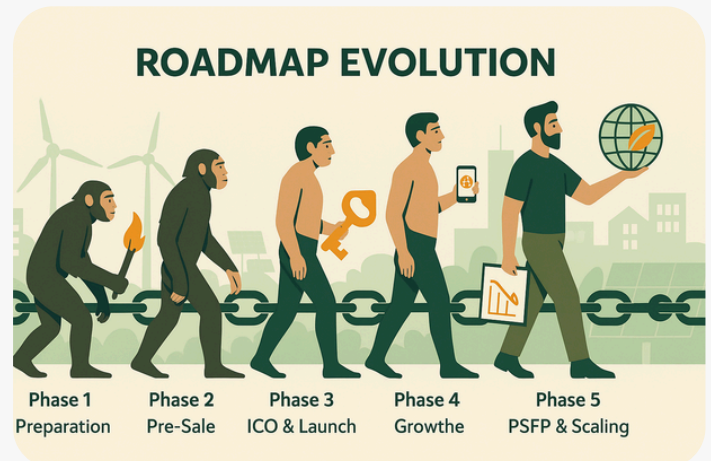 ROADMAP EVOLUTION
Phase 1
Preparation
Phase 2
Pre-Sale
Phase 3
ICO & Launch
Phase 4
Growthe
Phase 5
PSFP & Scaling